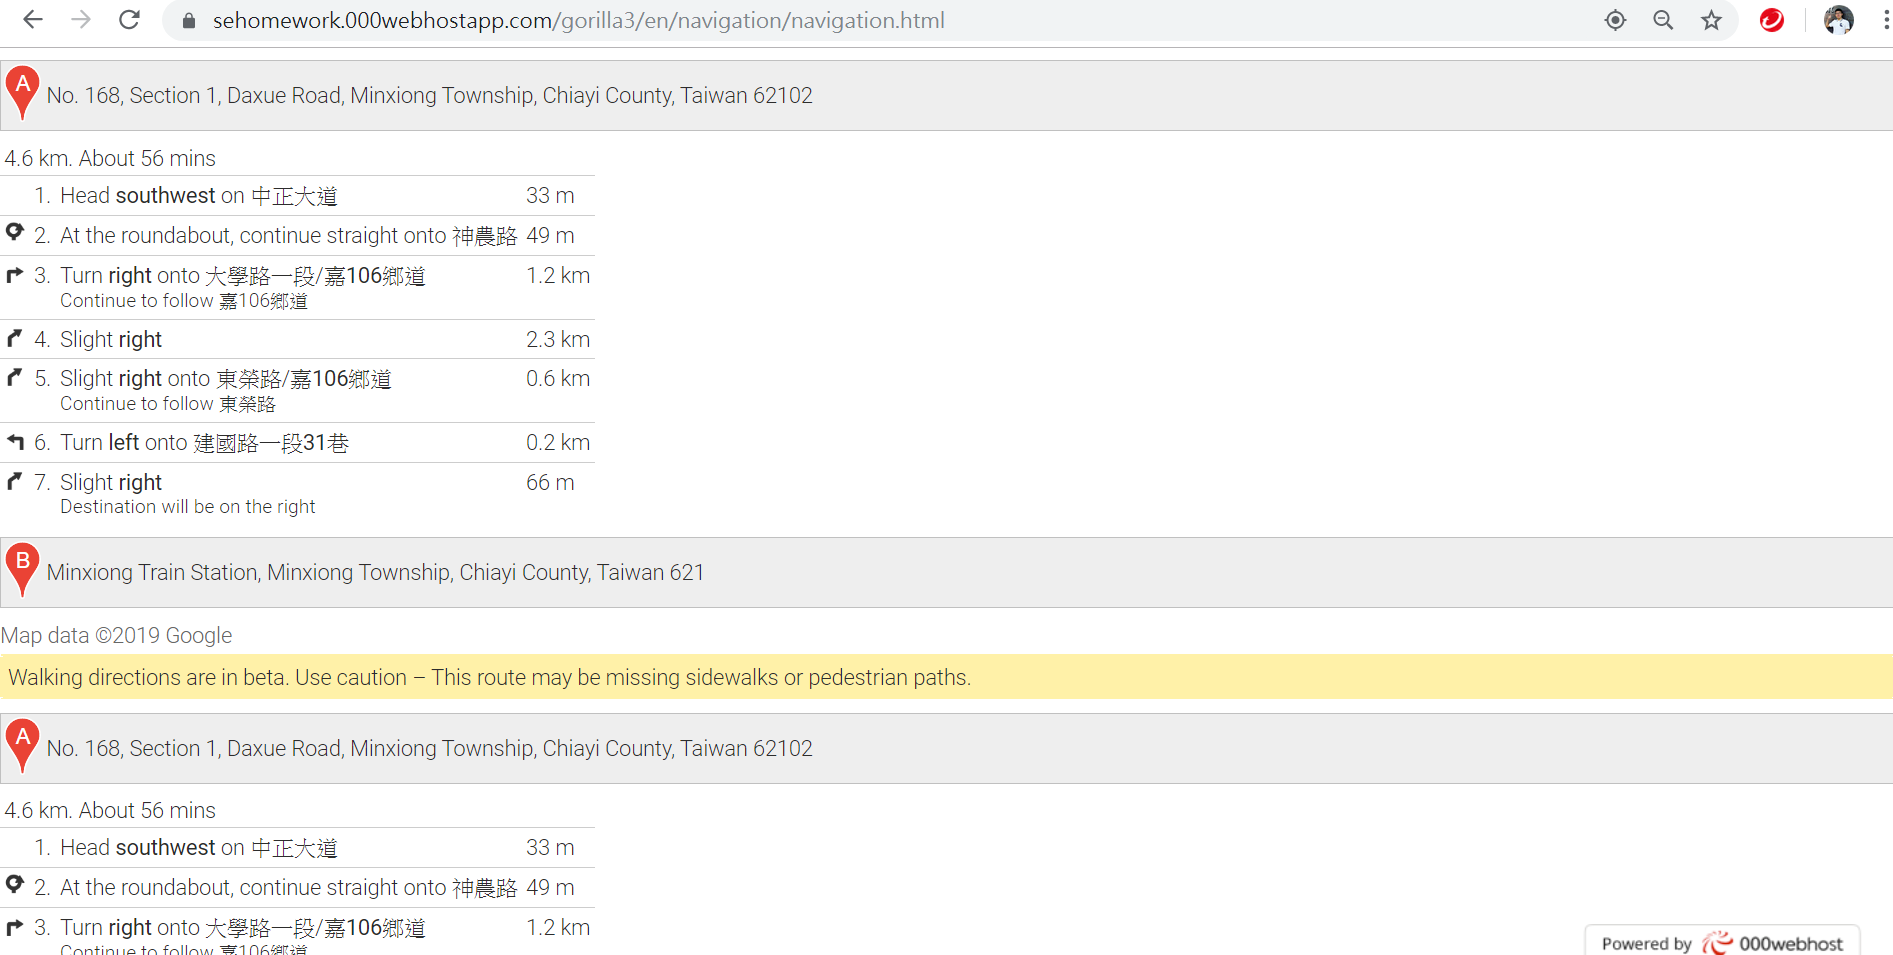 sehomework.000webhostapp.com/gorilla3/en/navigation/navigation.html
A No. 168, Section 1, Daxue Road, Minxiong Township, Chiayi County, Taiwan 62102
4.6 km. About 56 mins
1. Head southwest on 中正大道 33 m
2. At the roundabout, continue straight onto 神農路 49 m
3. Turn right onto 大學路一段/嘉106鄉道 1.2 km
Continue to follow 嘉106鄉道
4. Slight right 2.3 km
5. Slight right onto 東榮路/嘉106鄉道 0.6 km
Continue to follow 東榮路
6. Turn left onto 建國路一段31巷 0.2 km
7. Slight right 66 m
Destination will be on the right
B Minxiong Train Station, Minxiong Township, Chiayi County, Taiwan 621
Map data ©2019 Google
Walking directions are in beta. Use caution – This route may be missing sidewalks or pedestrian paths.
A No. 168, Section 1, Daxue Road, Minxiong Township, Chiayi County, Taiwan 62102
4.6 km. About 56 mins
1. Head southwest on 中正大道 33 m
2. At the roundabout, continue straight onto 神農路 49 m
3. Turn right onto 大學路一段/嘉106鄉道 1.2 km
Continue to follow 嘉106鄉道
Powered by 000webhost